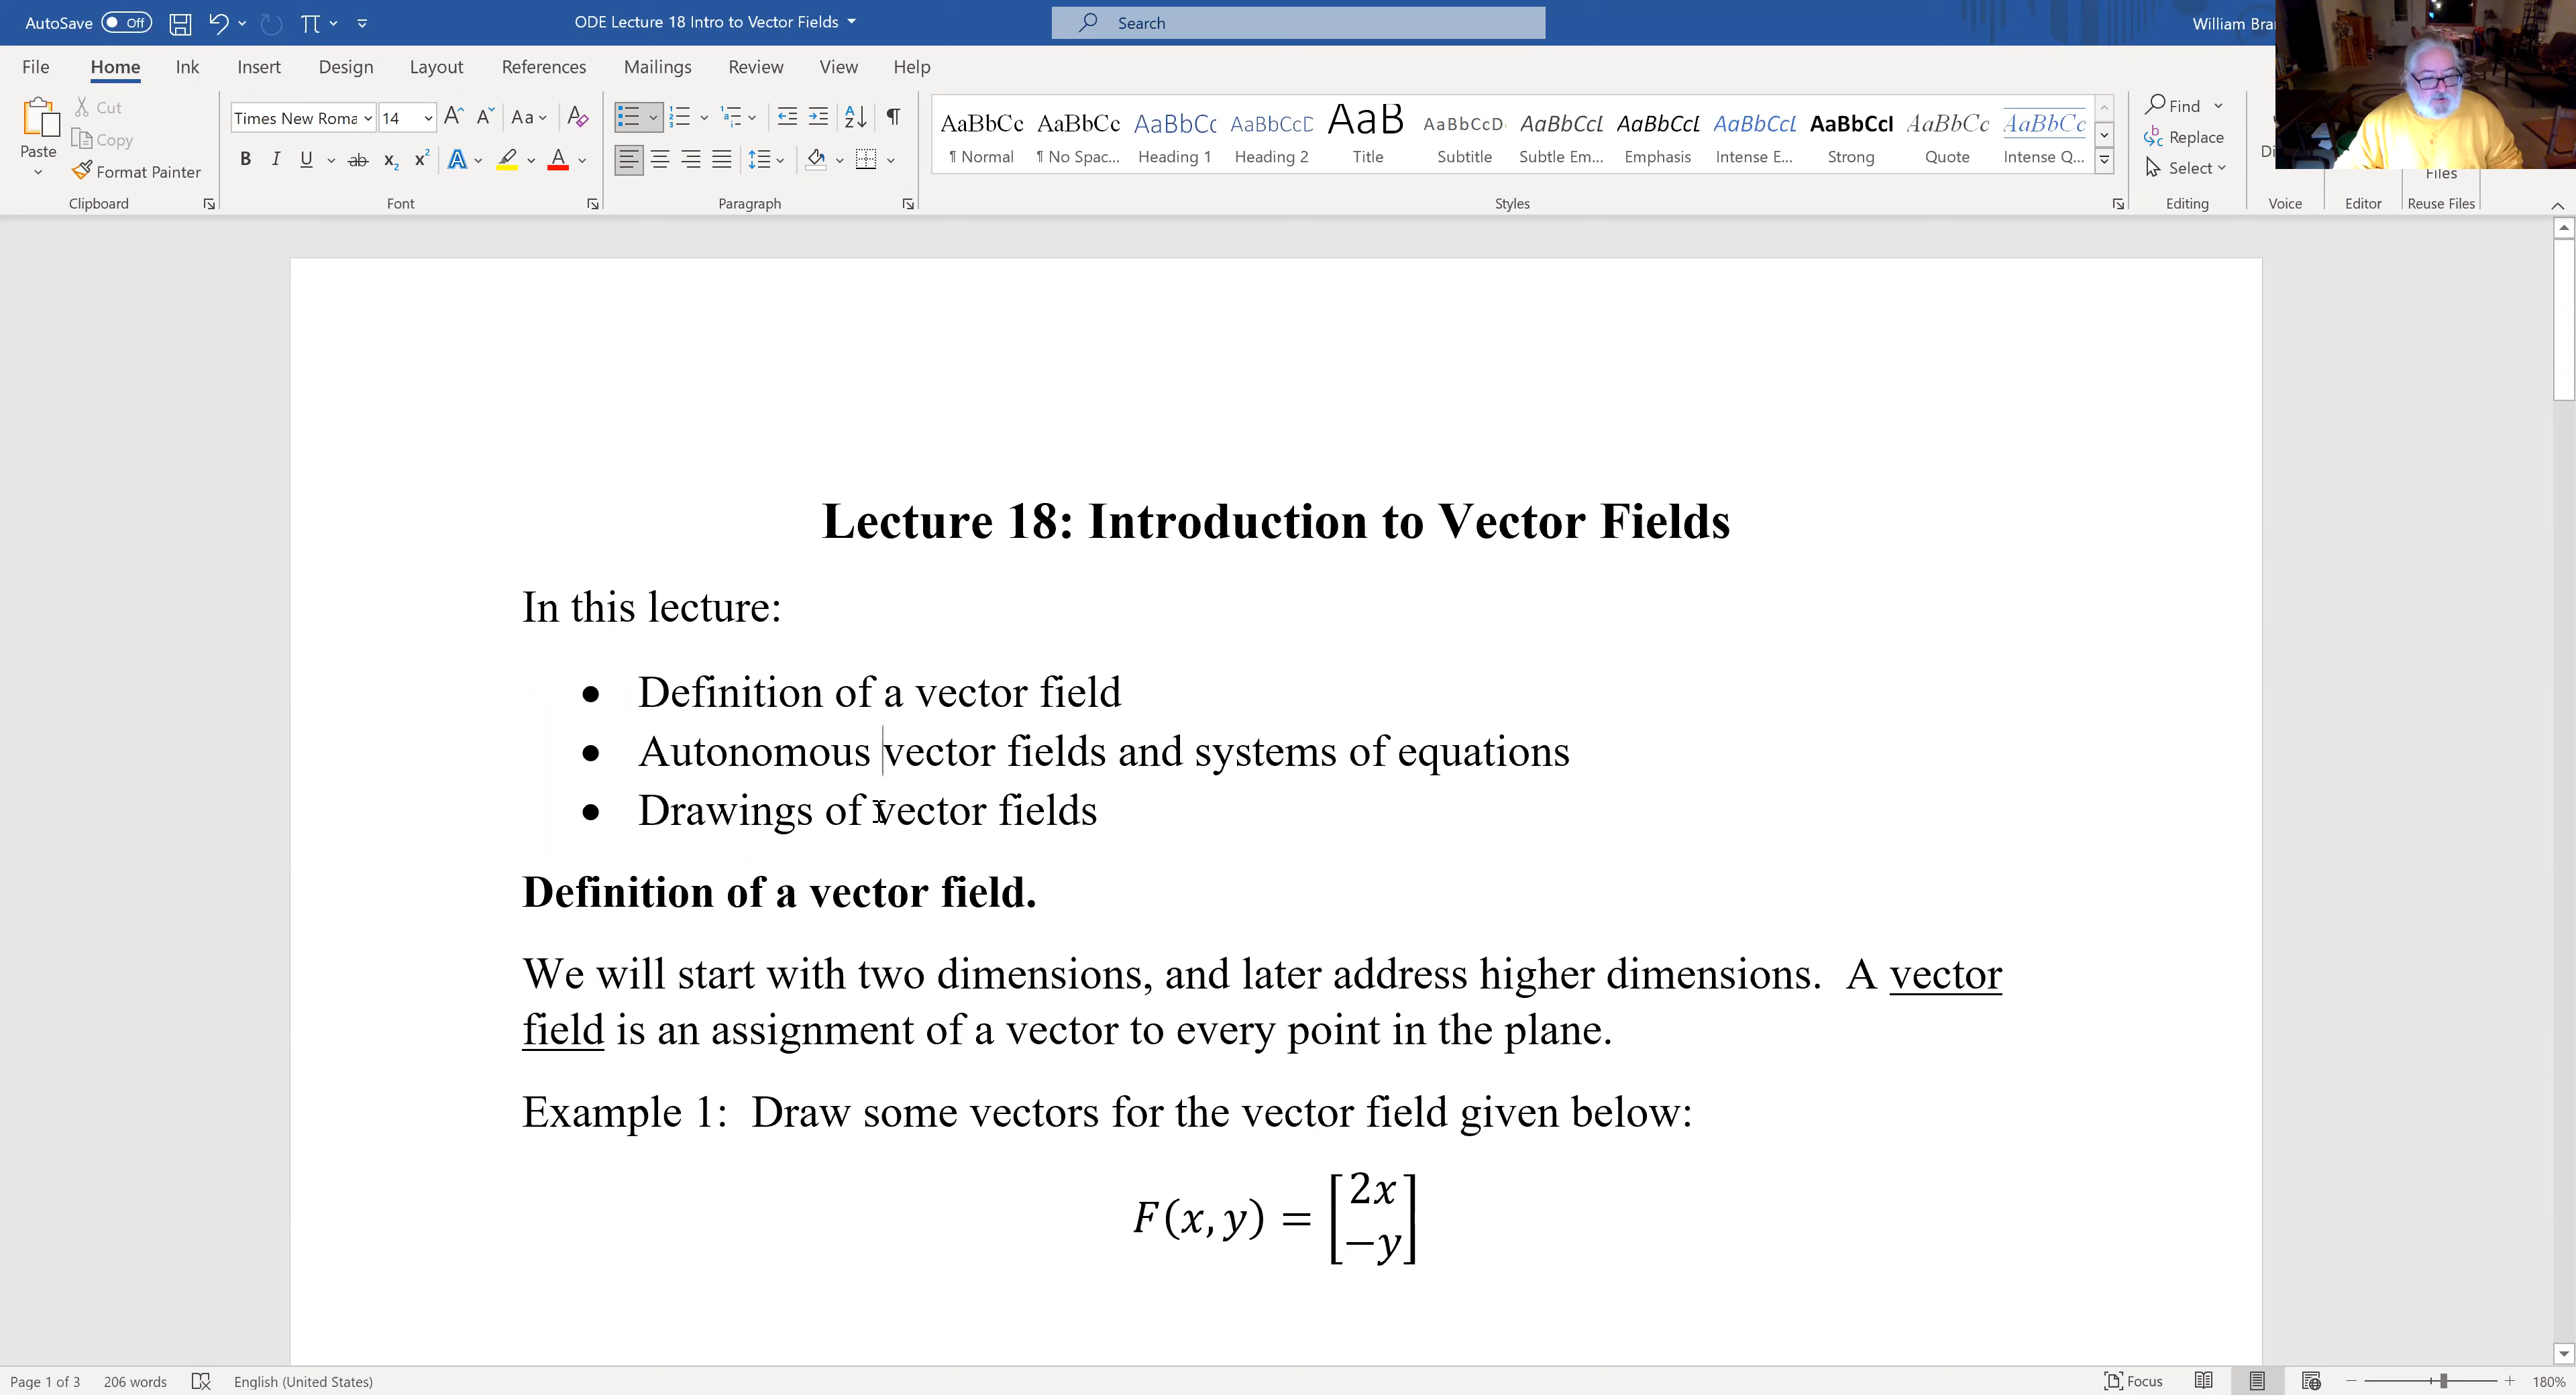 AutoSave Off ODE Lecture 18 Intro to Vector Fields Search William Bra
File Home Ink Insert Design Layout References Mailings Review View Help
Paste Cut Copy Format Painter
Clipboard
Times New Roma 14
Font
Paragraph
AaBbCc AaBbCc AaBbCc AaBbCcD AaB AaBbCcD AaBbCcL AaBbCcL AaBbCcL AaBbCcI AaBbCc AaBbCc
¶ Normal ¶ No Spac... Heading 1 Heading 2 Title Subtitle Subtle Em... Emphasis Intense E... Strong Quote Intense Q...
Styles
Find
Replace
Select
Editing
Di
Voice
Editor
Files
Reuse Files
Lecture 18: Introduction to Vector Fields
In this lecture:
● Definition of a vector field
● Autonomous vector fields and systems of equations
● Drawings of vector fields
Definition of a vector field.
We will start with two dimensions, and later address higher dimensions. A vector
field is an assignment of a vector to every point in the plane.
Example 1: Draw some vectors for the vector field given below:
F(x, y) = [2x
−y]
Page 1 of 3 206 words English (United States) Focus 180%